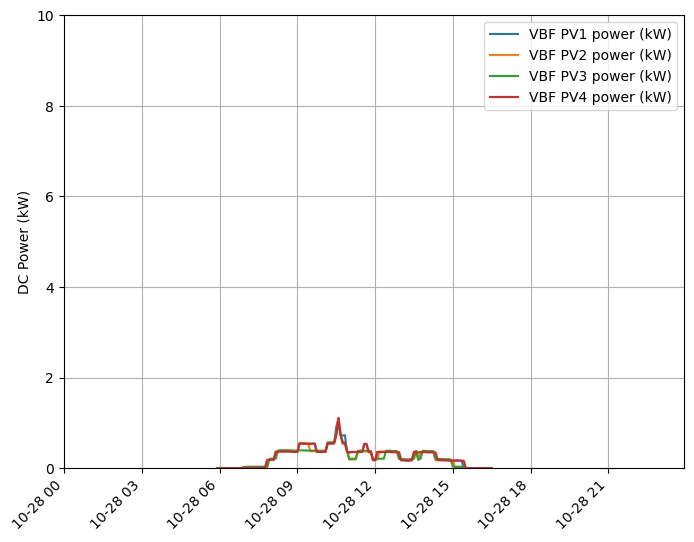 10
8
6
4
2
0
DC Power (kW)
VBF PV1 power (kW)
VBF PV2 power (kW)
VBF PV3 power (kW)
VBF PV4 power (kW)
10-28 00
10-28 03
10-28 06
10-28 09
10-28 12
10-28 15
10-28 18
10-28 21